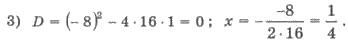 3) D = (−8)² − 4 · 16 · 1 = 0 ; x = − −8 / 2 · 16 = 1 / 4 ,